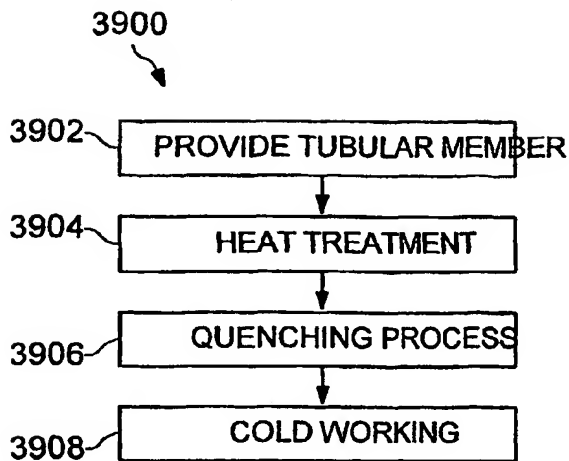 3900
3902 PROVIDE TUBULAR MEMBER
3904 HEAT TREATMENT
3906 QUENCHING PROCESS
3908 COLD WORKING